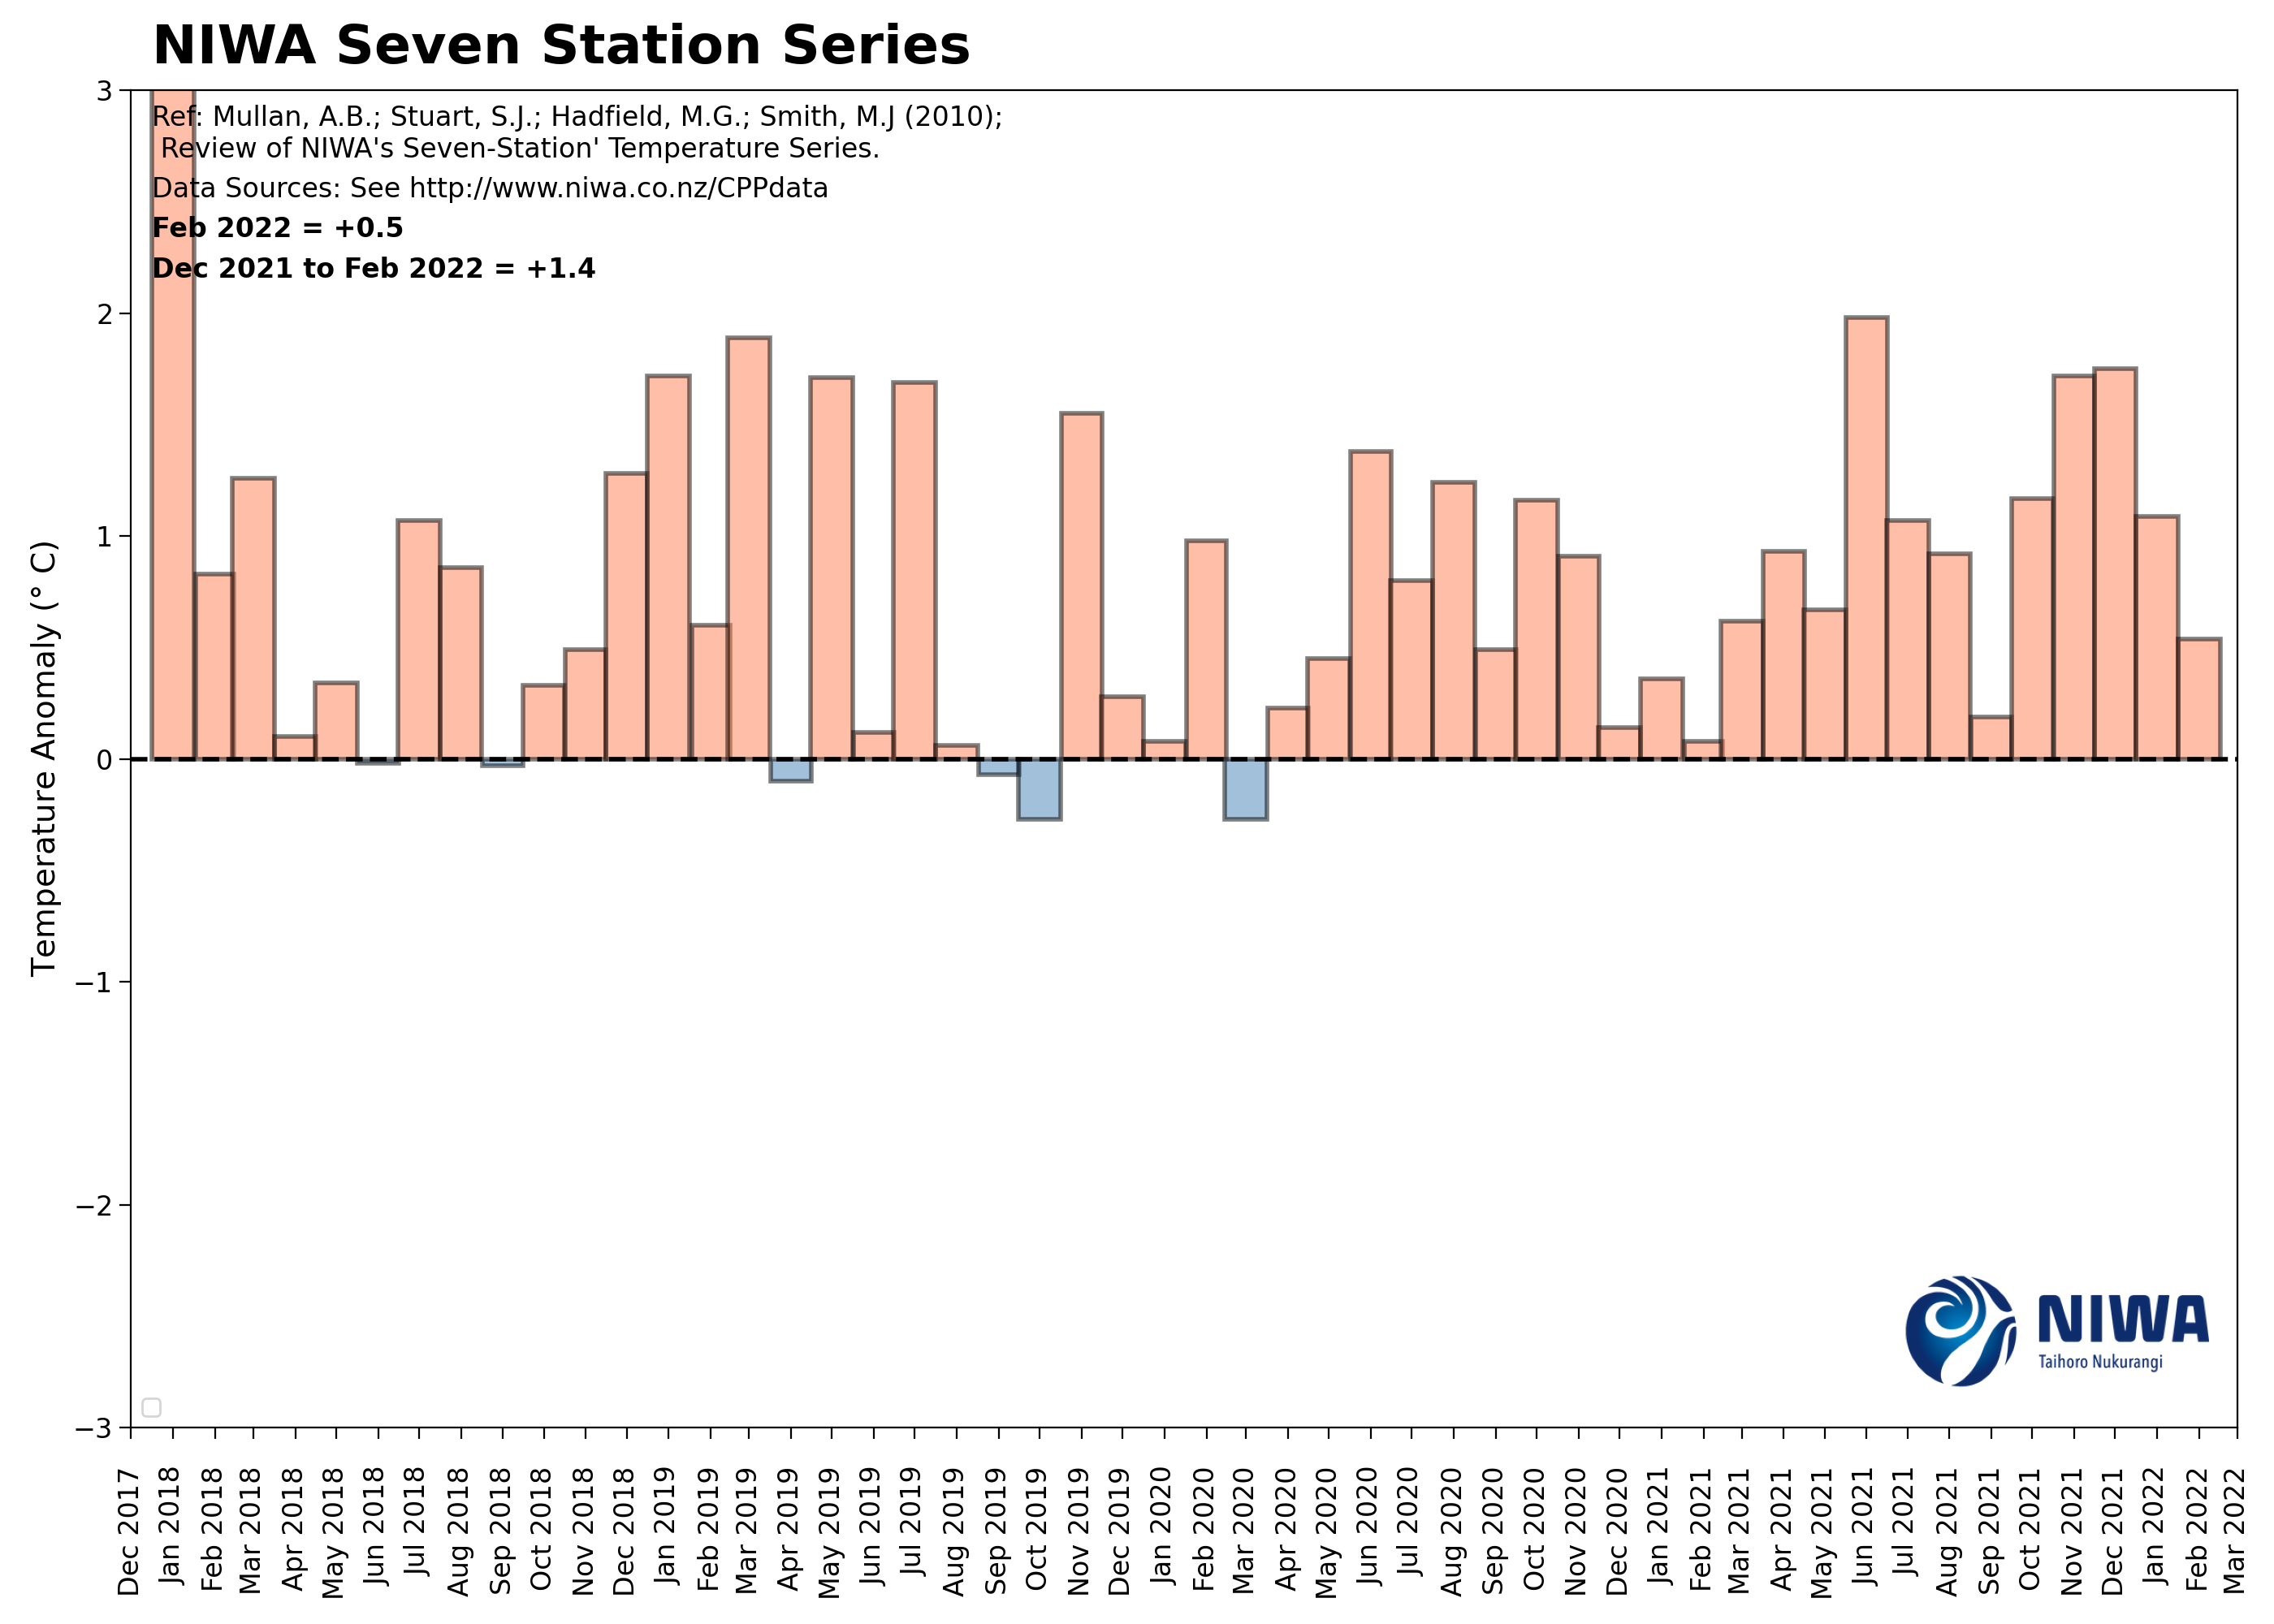 NIWA Seven Station Series
Ref: Mullan, A.B.; Stuart, S.J.; Hadfield, M.G.; Smith, M.J (2010);
Review of NIWA's Seven-Station' Temperature Series.
Data Sources: See http://www.niwa.co.nz/CPPdata
Feb 2022 = +0.5
Dec 2021 to Feb 2022 = +1.4
Temperature Anomaly (° C)
3
2
1
0
−1
−2
−3
NIWA
Taihoro Nukurangi
Dec 2017
Jan 2018
Feb 2018
Mar 2018
Apr 2018
May 2018
Jun 2018
Jul 2018
Aug 2018
Sep 2018
Oct 2018
Nov 2018
Dec 2018
Jan 2019
Feb 2019
Mar 2019
Apr 2019
May 2019
Jun 2019
Jul 2019
Aug 2019
Sep 2019
Oct 2019
Nov 2019
Dec 2019
Jan 2020
Feb 2020
Mar 2020
Apr 2020
May 2020
Jun 2020
Jul 2020
Aug 2020
Sep 2020
Oct 2020
Nov 2020
Dec 2020
Jan 2021
Feb 2021
Mar 2021
Apr 2021
May 2021
Jun 2021
Jul 2021
Aug 2021
Sep 2021
Oct 2021
Nov 2021
Dec 2021
Jan 2022
Feb 2022
Mar 2022